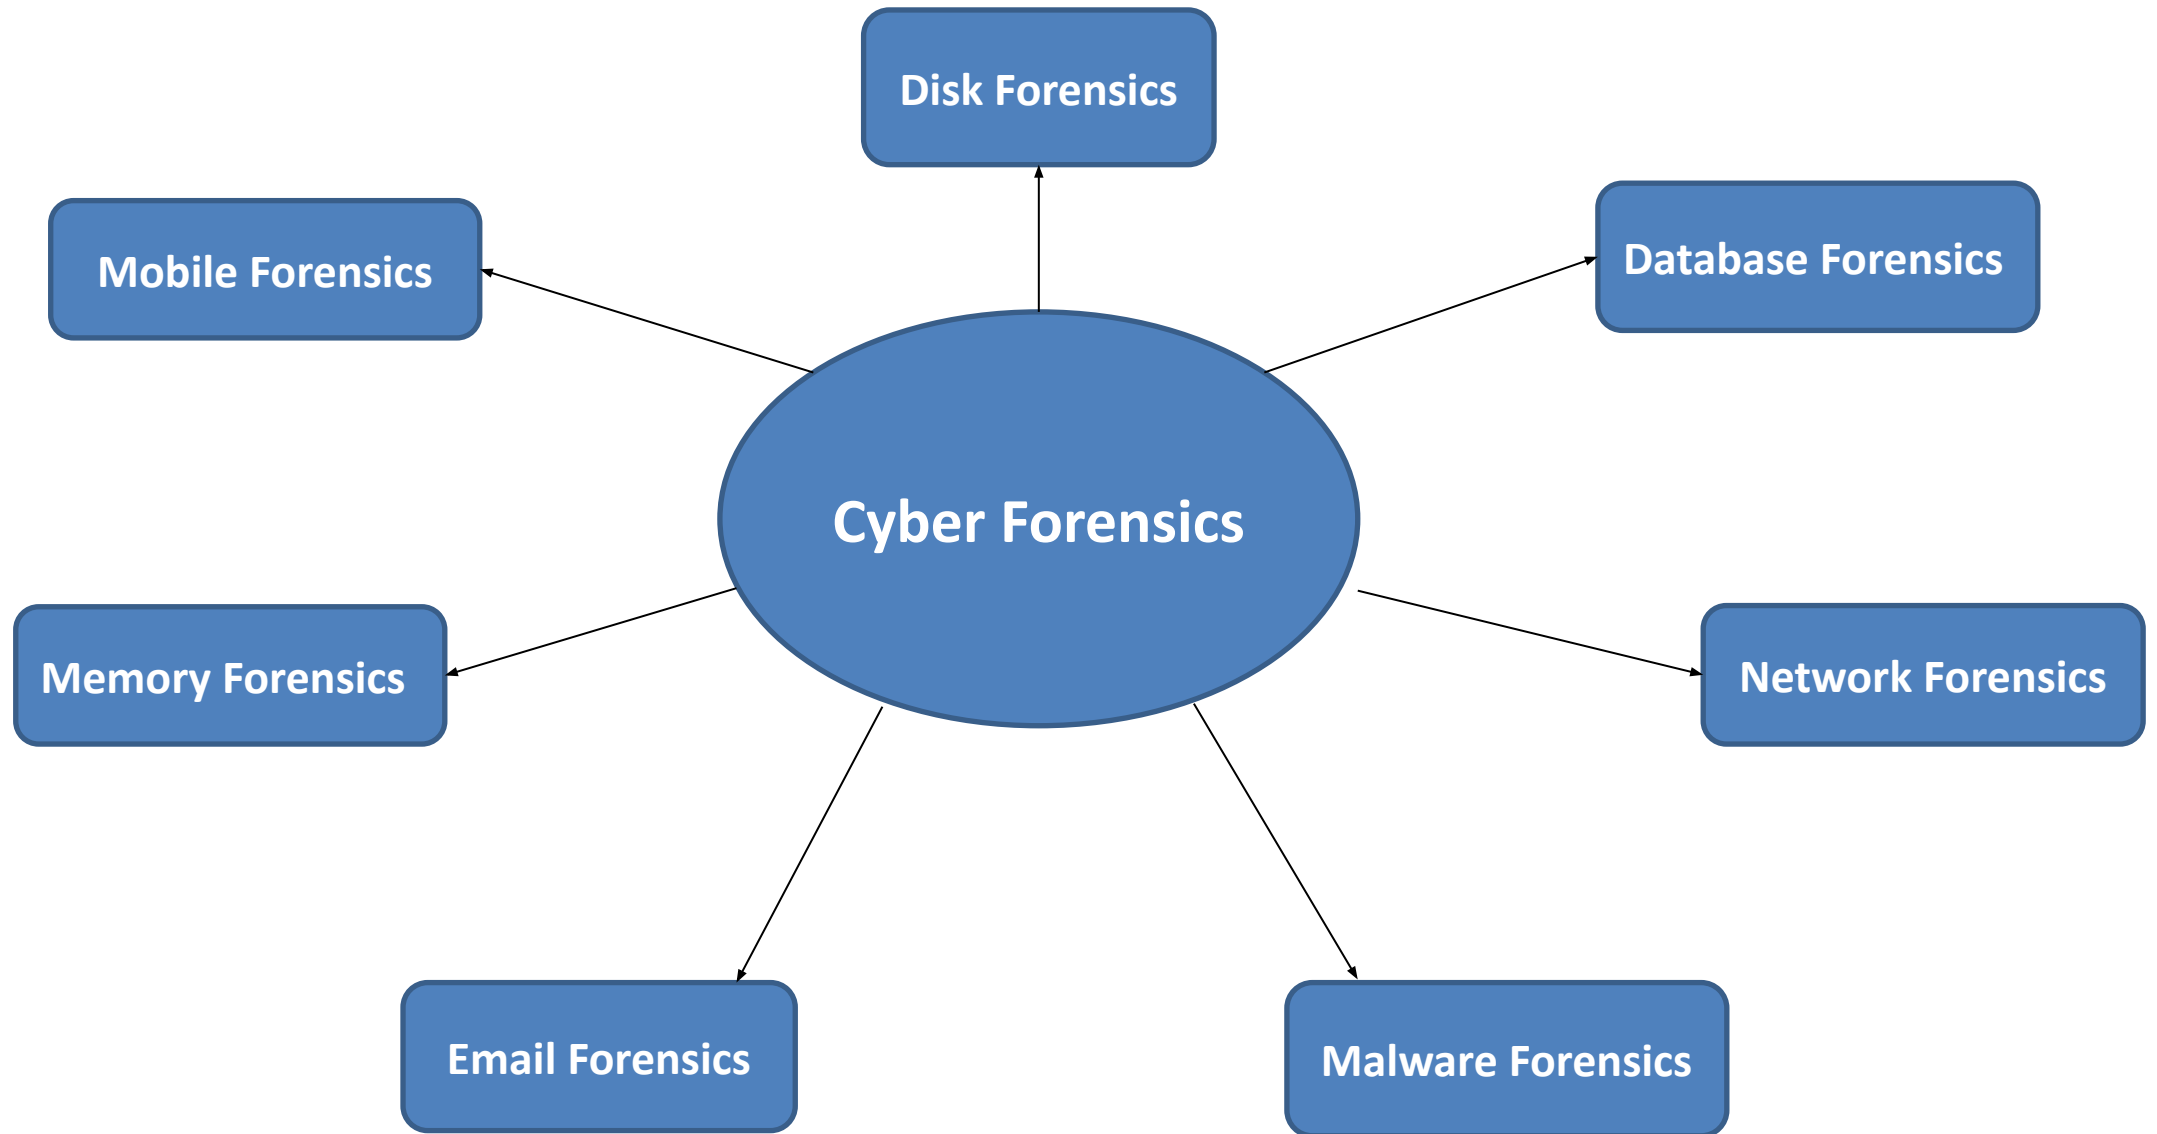 Disk Forensics
Mobile Forensics
Database Forensics
Cyber Forensics
Memory Forensics
Network Forensics
Email Forensics
Malware Forensics